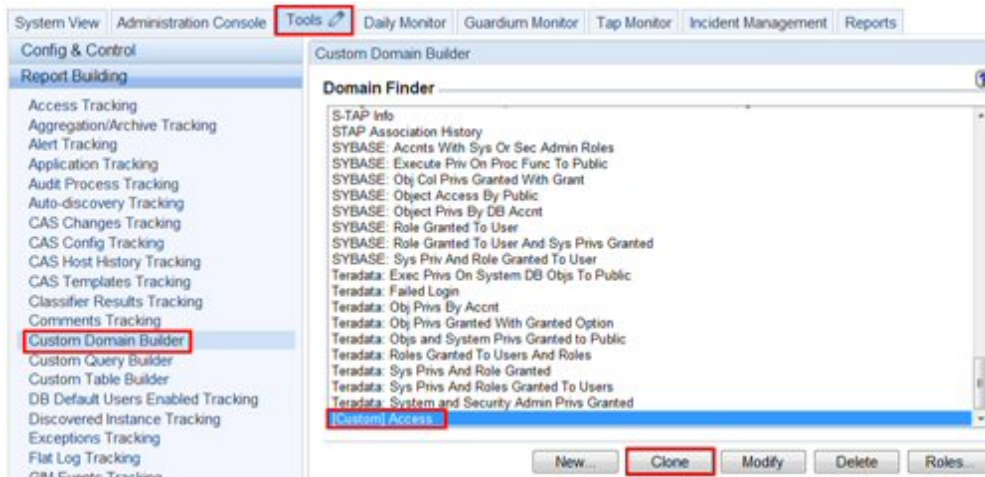 System View Administration Console Tools Daily Monitor Guardium Monitor Tap Monitor Incident Management Reports
Config & Control
Report Building
Access Tracking
Aggregation/Archive Tracking
Alert Tracking
Application Tracking
Audit Process Tracking
Auto-discovery Tracking
CAS Changes Tracking
CAS Config Tracking
CAS Host History Tracking
CAS Templates Tracking
Classifier Results Tracking
Comments Tracking
Custom Domain Builder
Custom Query Builder
Custom Table Builder
DB Default Users Enabled Tracking
Discovered Instance Tracking
Exceptions Tracking
Flat Log Tracking
GIM Events Tracking
Custom Domain Builder
Domain Finder
?
S-TAP Info
STAP Association History
SYBASE: Accnts With Sys Or Sec Admin Roles
SYBASE: Execute Priv On Proc Func To Public
SYBASE: Obj Col Privs Granted With Grant
SYBASE: Object Access By Public
SYBASE: Object Privs By DB Accnt
SYBASE: Role Granted To User
SYBASE: Role Granted To User And Sys Privs Granted
SYBASE: Sys Priv And Role Granted To User
Teradata: Exec Privs On System DB Objs To Public
Teradata: Failed Login
Teradata: Obj Privs By Accnt
Teradata: Obj Privs Granted With Granted Option
Teradata: Objs and System Privs Granted to Public
Teradata: Roles Granted To Users And Roles
Teradata: Sys Privs And Role Granted
Teradata: Sys Privs And Roles Granted To Users
Teradata: System and Security Admin Privs Granted
[Custom] Access
New... Clone Modify Delete Roles...